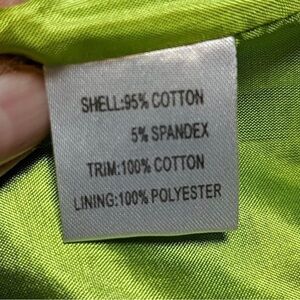 SHELL:95% COTTON
5% SPANDEX
TRIM:100% COTTON
LINING:100% POLYESTER